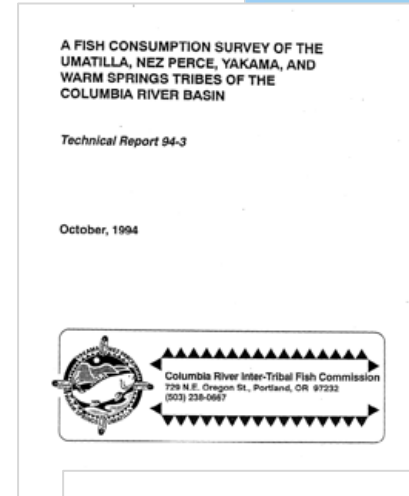 A FISH CONSUMPTION SURVEY OF THE
UMATILLA, NEZ PERCE, YAKAMA, AND
WARM SPRINGS TRIBES OF THE
COLUMBIA RIVER BASIN
Technical Report 94-3
October, 1994
Columbia River Inter-Tribal Fish Commission
729 N.E. Oregon St., Portland, OR 97232
(503) 238-0667